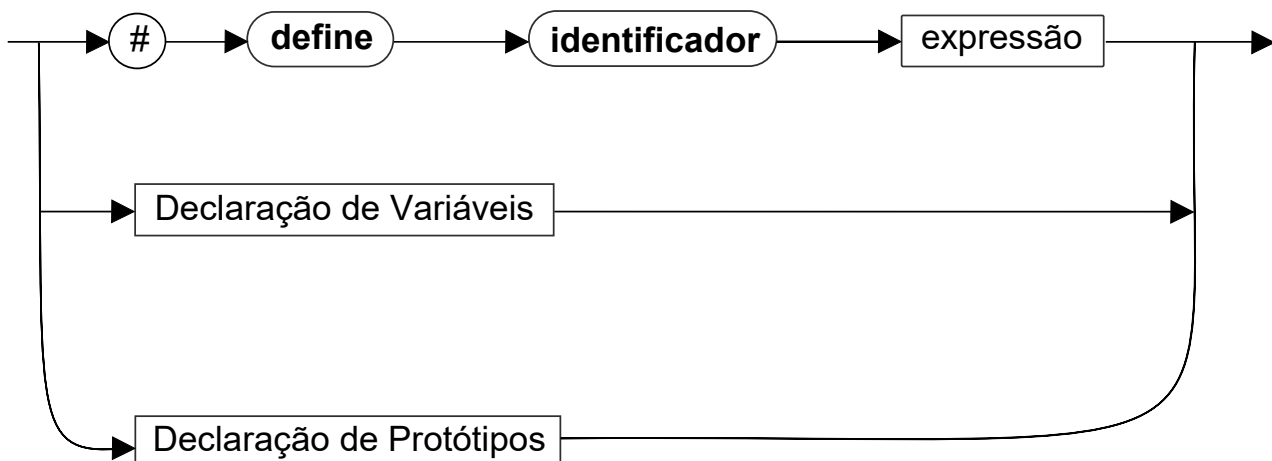 # define identificador expressão
Declaração de Variáveis
Declaração de Protótipos